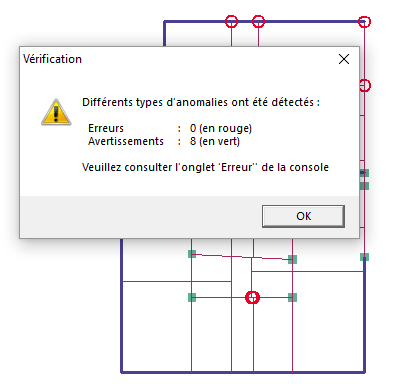 Vérification
Différents types d'anomalies ont été détectés :
Erreurs : 0 (en rouge)
Avertissements : 8 (en vert)
Veuillez consulter l'onglet 'Erreur'' de la console
OK